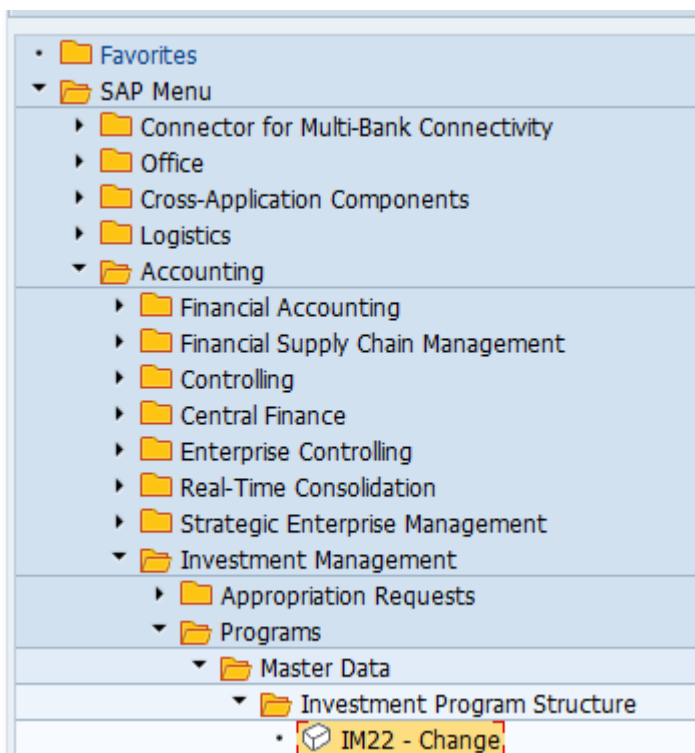 Favorites
SAP Menu
Connector for Multi-Bank Connectivity
Office
Cross-Application Components
Logistics
Accounting
Financial Accounting
Financial Supply Chain Management
Controlling
Central Finance
Enterprise Controlling
Real-Time Consolidation
Strategic Enterprise Management
Investment Management
Appropriation Requests
Programs
Master Data
Investment Program Structure
IM22 - Change